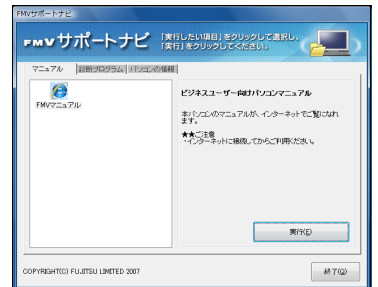 FMVサポートナビ
FMVサポートナビ
「実行したい項目」をクリックして選択し、
「実行」をクリックしてください。
マニュアル
診断プログラム
パソコンの情報
FMVマニュアル
ビジネスユーザー向けパソコンマニュアル
本パソコンのマニュアルが、インターネットでご覧になれ
ます。
★★ご注意
・インターネットに接続してからご利用ください。
実行(E)
COPYRIGHT(C) FUJITSU LIMITED 2007
終了(Q)